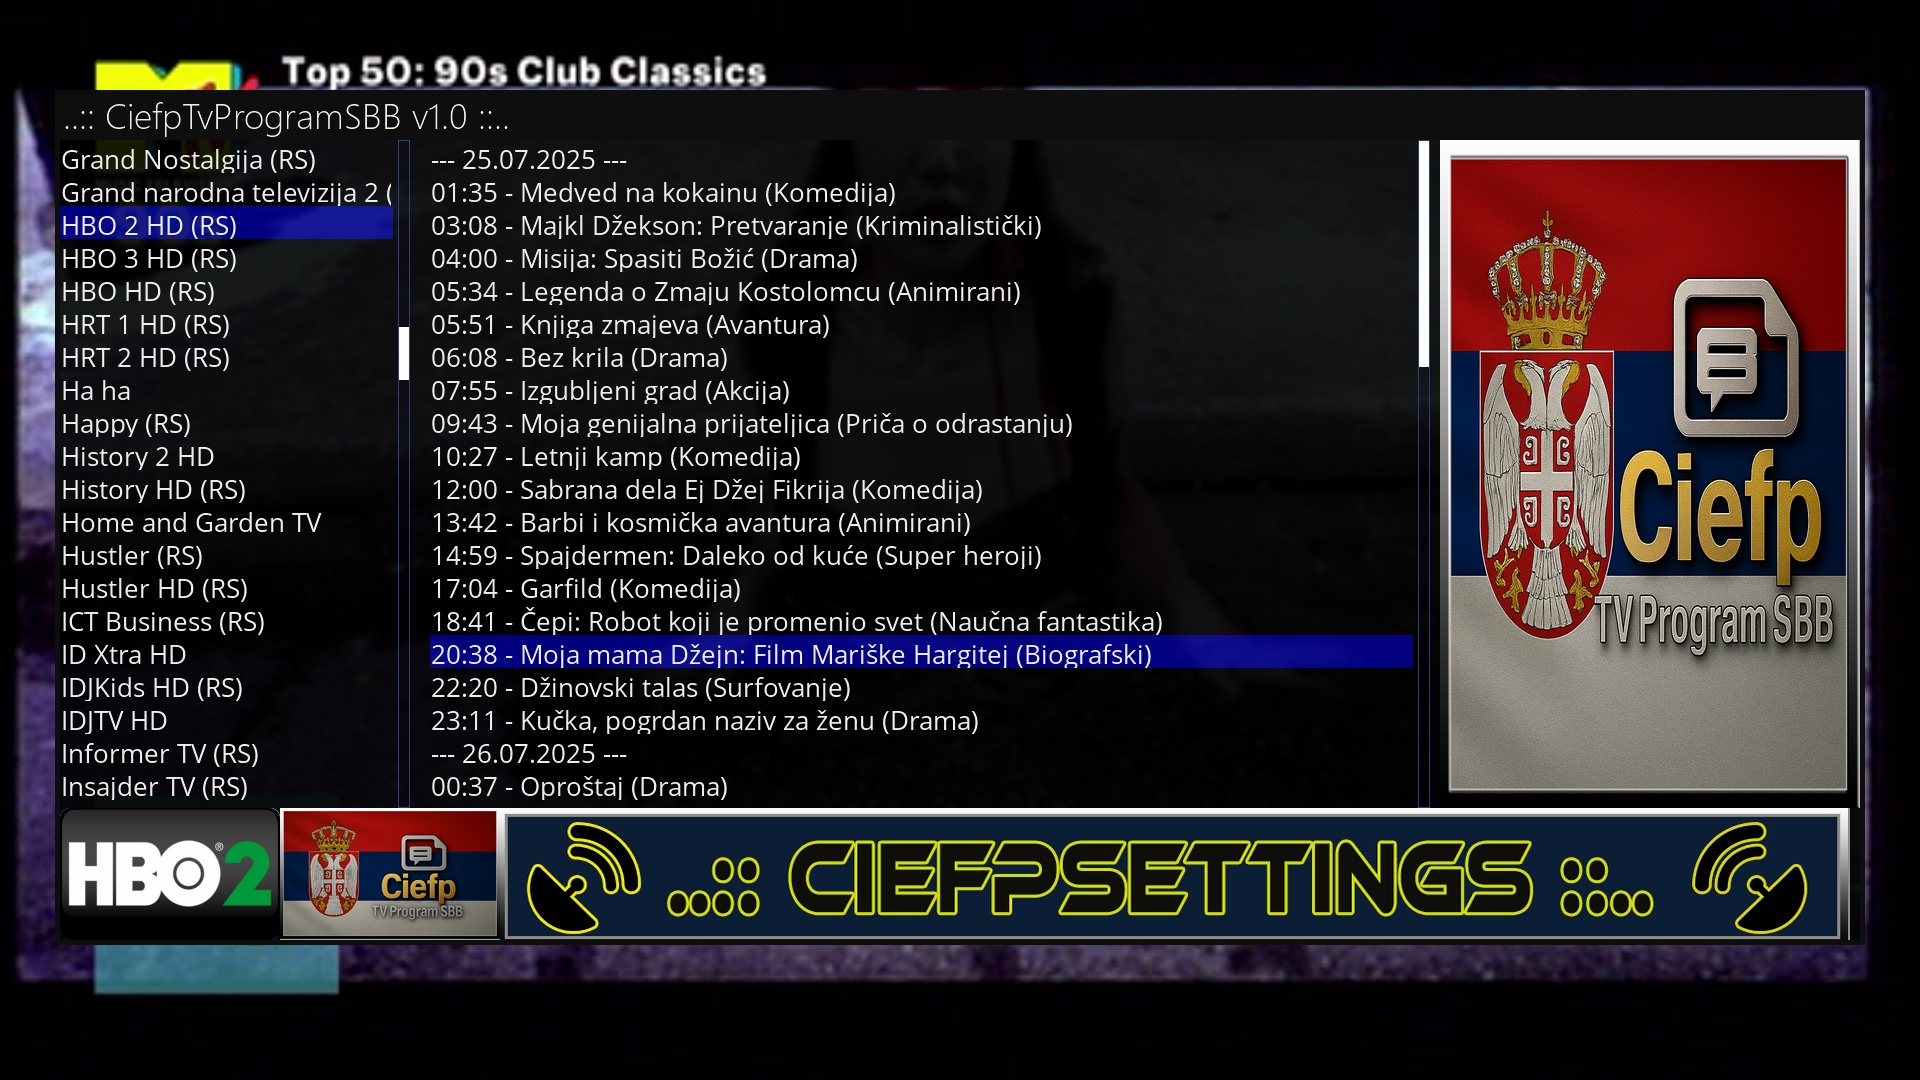 Top 50: 90s Club Classics
..:: CiefpTvProgramSBB v1.0 ::..
Grand Nostalgija (RS)
Grand narodna televizija 2 (
HBO 2 HD (RS)
HBO 3 HD (RS)
HBO HD (RS)
HRT 1 HD (RS)
HRT 2 HD (RS)
Ha ha
Happy (RS)
History 2 HD
History HD (RS)
Home and Garden TV
Hustler (RS)
Hustler HD (RS)
ICT Business (RS)
ID Xtra HD
IDJKids HD (RS)
IDJTV HD
Informer TV (RS)
Insajder TV (RS)
--- 25.07.2025 ---
01:35 - Medved na kokainu (Komedija)
03:08 - Majkl Džekson: Pretvaranje (Kriminalistički)
04:00 - Misija: Spasiti Božić (Drama)
05:34 - Legenda o Zmaju Kostolomcu (Animirani)
05:51 - Knjiga zmajeva (Avantura)
06:08 - Bez krila (Drama)
07:55 - Izgubljeni grad (Akcija)
09:43 - Moja genijalna prijateljica (Priča o odrastanju)
10:27 - Letnji kamp (Komedija)
12:00 - Sabrana dela Ej Džej Fikrija (Komedija)
13:42 - Barbi i kosmička avantura (Animirani)
14:59 - Spajdermen: Daleko od kuće (Super heroji)
17:04 - Garfild (Komedija)
18:41 - Čepi: Robot koji je promenio svet (Naučna fantastika)
20:38 - Moja mama Džejn: Film Mariške Hargitej (Biografski)
22:20 - Džinovski talas (Surfovanje)
23:11 - Kučka, pogrdan naziv za ženu (Drama)
--- 26.07.2025 ---
00:37 - Oproštaj (Drama)
Ciefp
TV Program SBB
HBO® 2
Ciefp
TV Program SBB
CIEFPSETTINGS